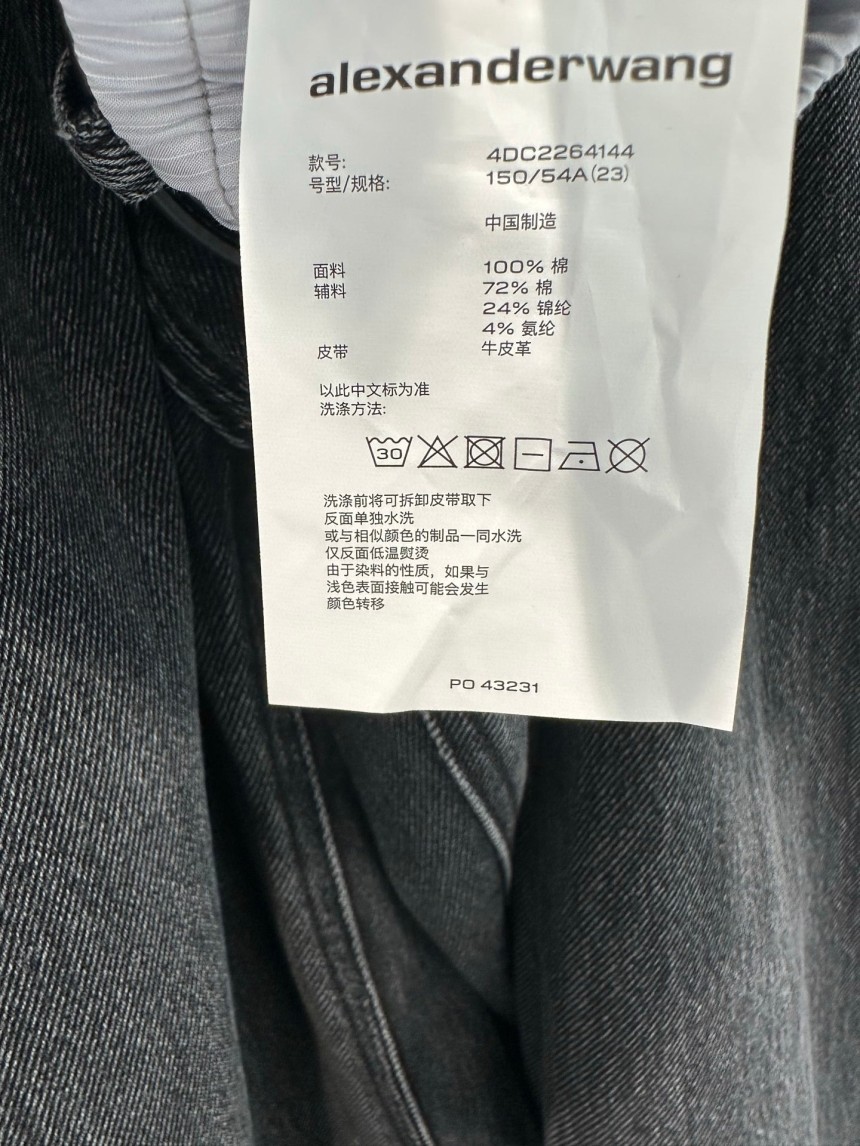 alexanderwang
款号: 4DC2264144
号型/规格: 150/54A(23)
中国制造
面料 100% 棉
辅料 72% 棉
24% 锦纶
4% 氨纶
皮带 牛皮革
以此中文标为准
洗涤方法:
30
洗涤前将可拆卸皮带取下
反面单独水洗
或与相似颜色的制品一同水洗
仅反面低温熨烫
由于染料的性质，如果与
浅色表面接触可能会发生
颜色转移
PO 43231